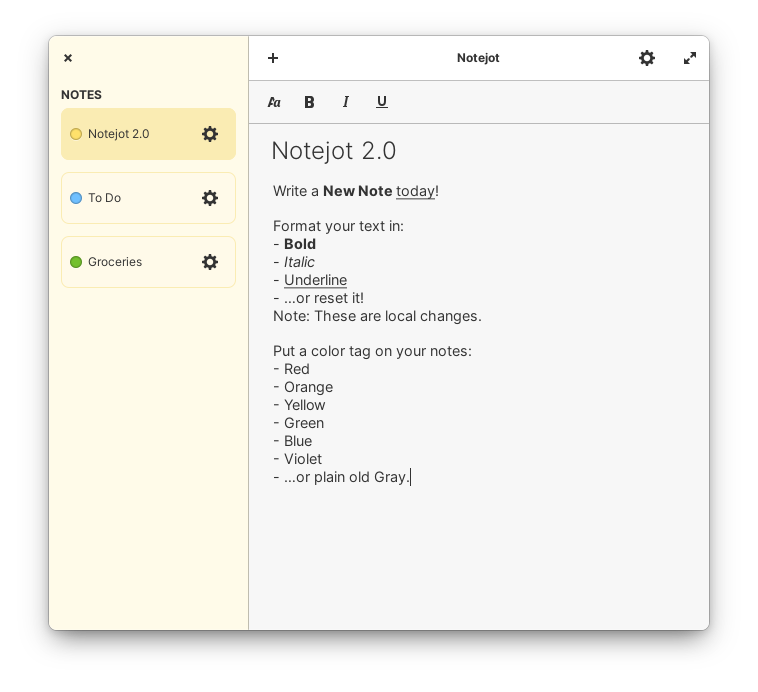 Notejot
NOTES
Notejot 2.0
To Do
Groceries
Aa B I U
Notejot 2.0
Write a New Note today!
Format your text in:
- Bold
- Italic
- Underline
- ...or reset it!
Note: These are local changes.
Put a color tag on your notes:
- Red
- Orange
- Yellow
- Green
- Blue
- Violet
- ...or plain old Gray.